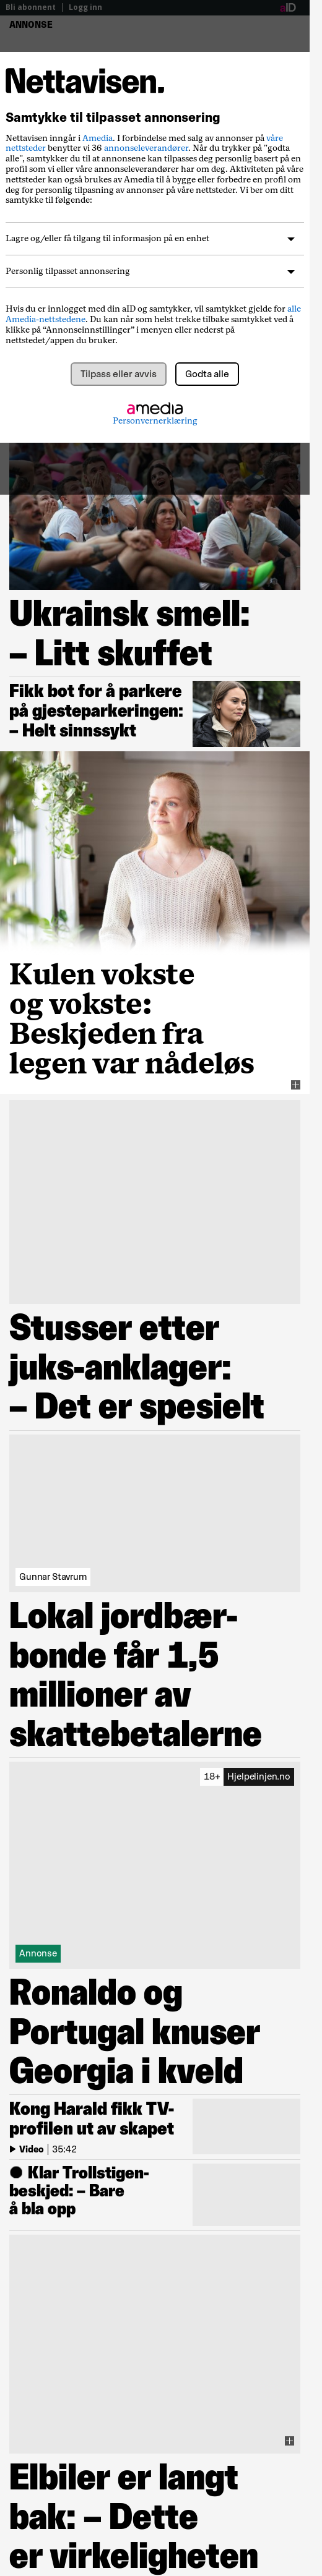 Bli abonnent | Logg inn aID
ANNONSE
Nettavisen.
Samtykke til tilpasset annonsering
Nettavisen inngår i Amedia. I forbindelse med salg av annonser på våre
nettsteder benytter vi 36 annonseleverandører. Når du trykker på "godta
alle", samtykker du til at annonsene kan tilpasses deg personlig basert på en
profil som vi eller våre annonseleverandører har om deg. Aktiviteten på våre
nettsteder kan også brukes av Amedia til å bygge eller forbedre en profil om
deg for personlig tilpasning av annonser på våre nettsteder. Vi ber om ditt
samtykke til følgende:
Lagre og/eller få tilgang til informasjon på en enhet
Personlig tilpasset annonsering
Hvis du er innlogget med din aID og samtykker, vil samtykket gjelde for alle
Amedia-nettstedene. Du kan når som helst trekke tilbake samtykket ved å
klikke på “Annonseinnstillinger” i menyen eller nederst på
nettstedet/appen du bruker.
Tilpass eller avvis Godta alle
amedia
Personvernerklæring
Ukrainsk smell:
– Litt skuffet
Fikk bot for å parkere
på gjesteparkeringen:
– Helt sinnssykt
Kulen vokste
og vokste:
Beskjeden fra
legen var nådeløs
Stusser etter
juks-anklager:
– Det er spesielt
Gunnar Stavrum
Lokal jordbær-
bonde får 1,5
millioner av
skattebetalerne
18+ Hjelpelinjen.no
Annonse
Ronaldo og
Portugal knuser
Georgia i kveld
Kong Harald fikk TV-
profilen ut av skapet
Video | 35:42
Klar Trollstigen-
beskjed: – Bare
å bla opp
Elbiler er langt
bak: – Dette
er virkeligheten